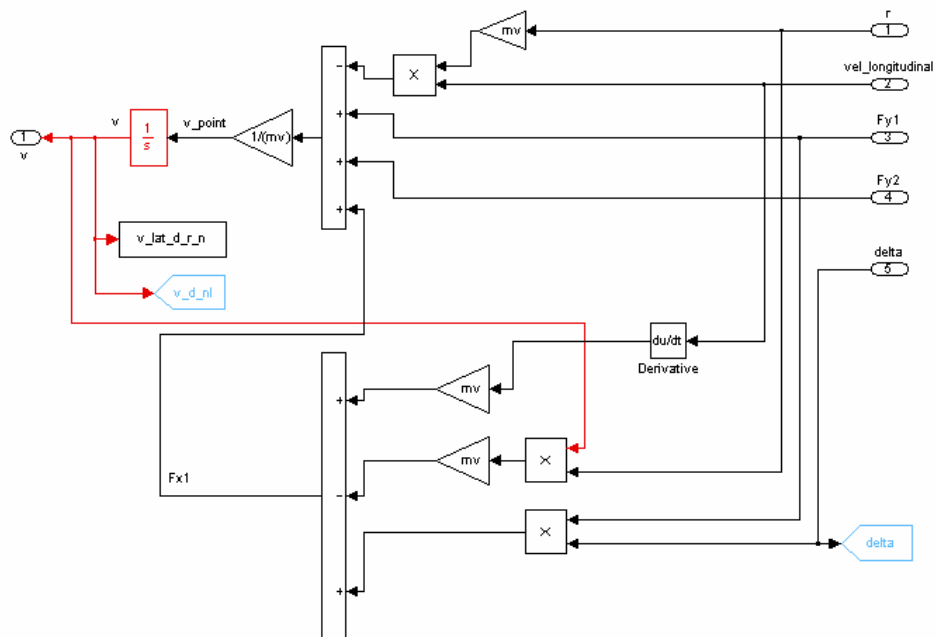 r
1
mv
vel_longitudinal
2
×
−
v
v_point
Fy1
1
v
1
s
1/(mv)
+
3
+
Fy2
4
+
v_lat_d_r_n
delta
5
v_d_nl
du/dt
Derivative
mv
+
mv
×
Fx1
−
×
delta
+